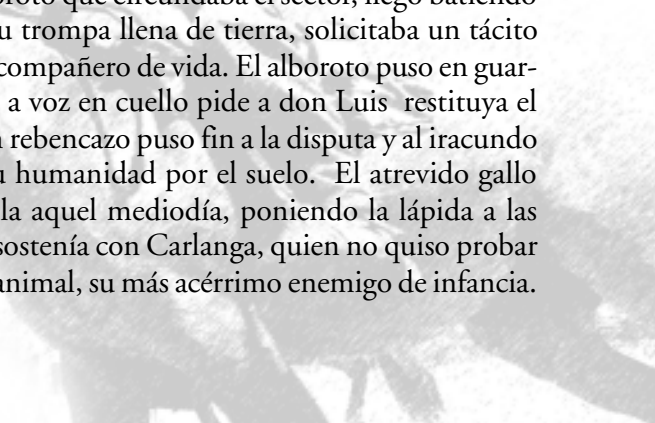 que circundaba el sector, llegó batiendo
u trompa llena de tierra, solicitaba un tácito
compañero de vida. El alboroto puso en guar-
a voz en cuello pide a don Luis restituya el
rebencazo puso fin a la disputa y al iracundo
u humanidad por el suelo. El atrevido gallo
la aquel mediodía, poniendo la lápida a las
sostenía con Carlanga, quien no quiso probar
animal, su más acérrimo enemigo de infancia.